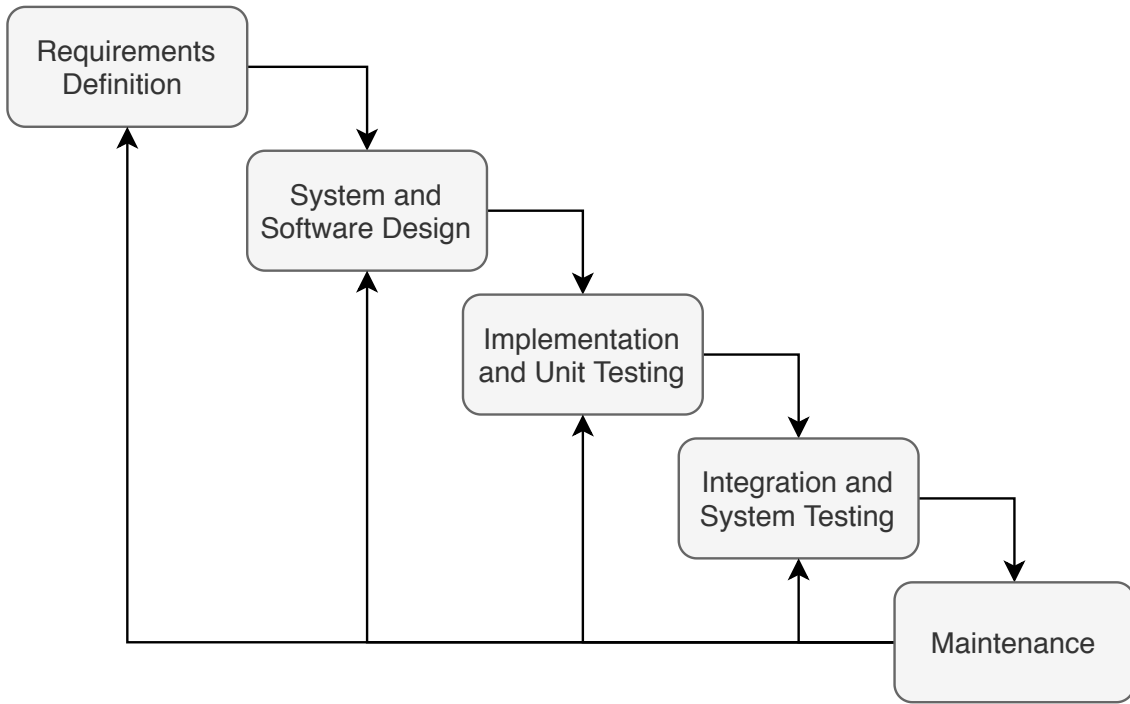 Requirements
Definition
System and
Software Design
Implementation
and Unit Testing
Integration and
System Testing
Maintenance